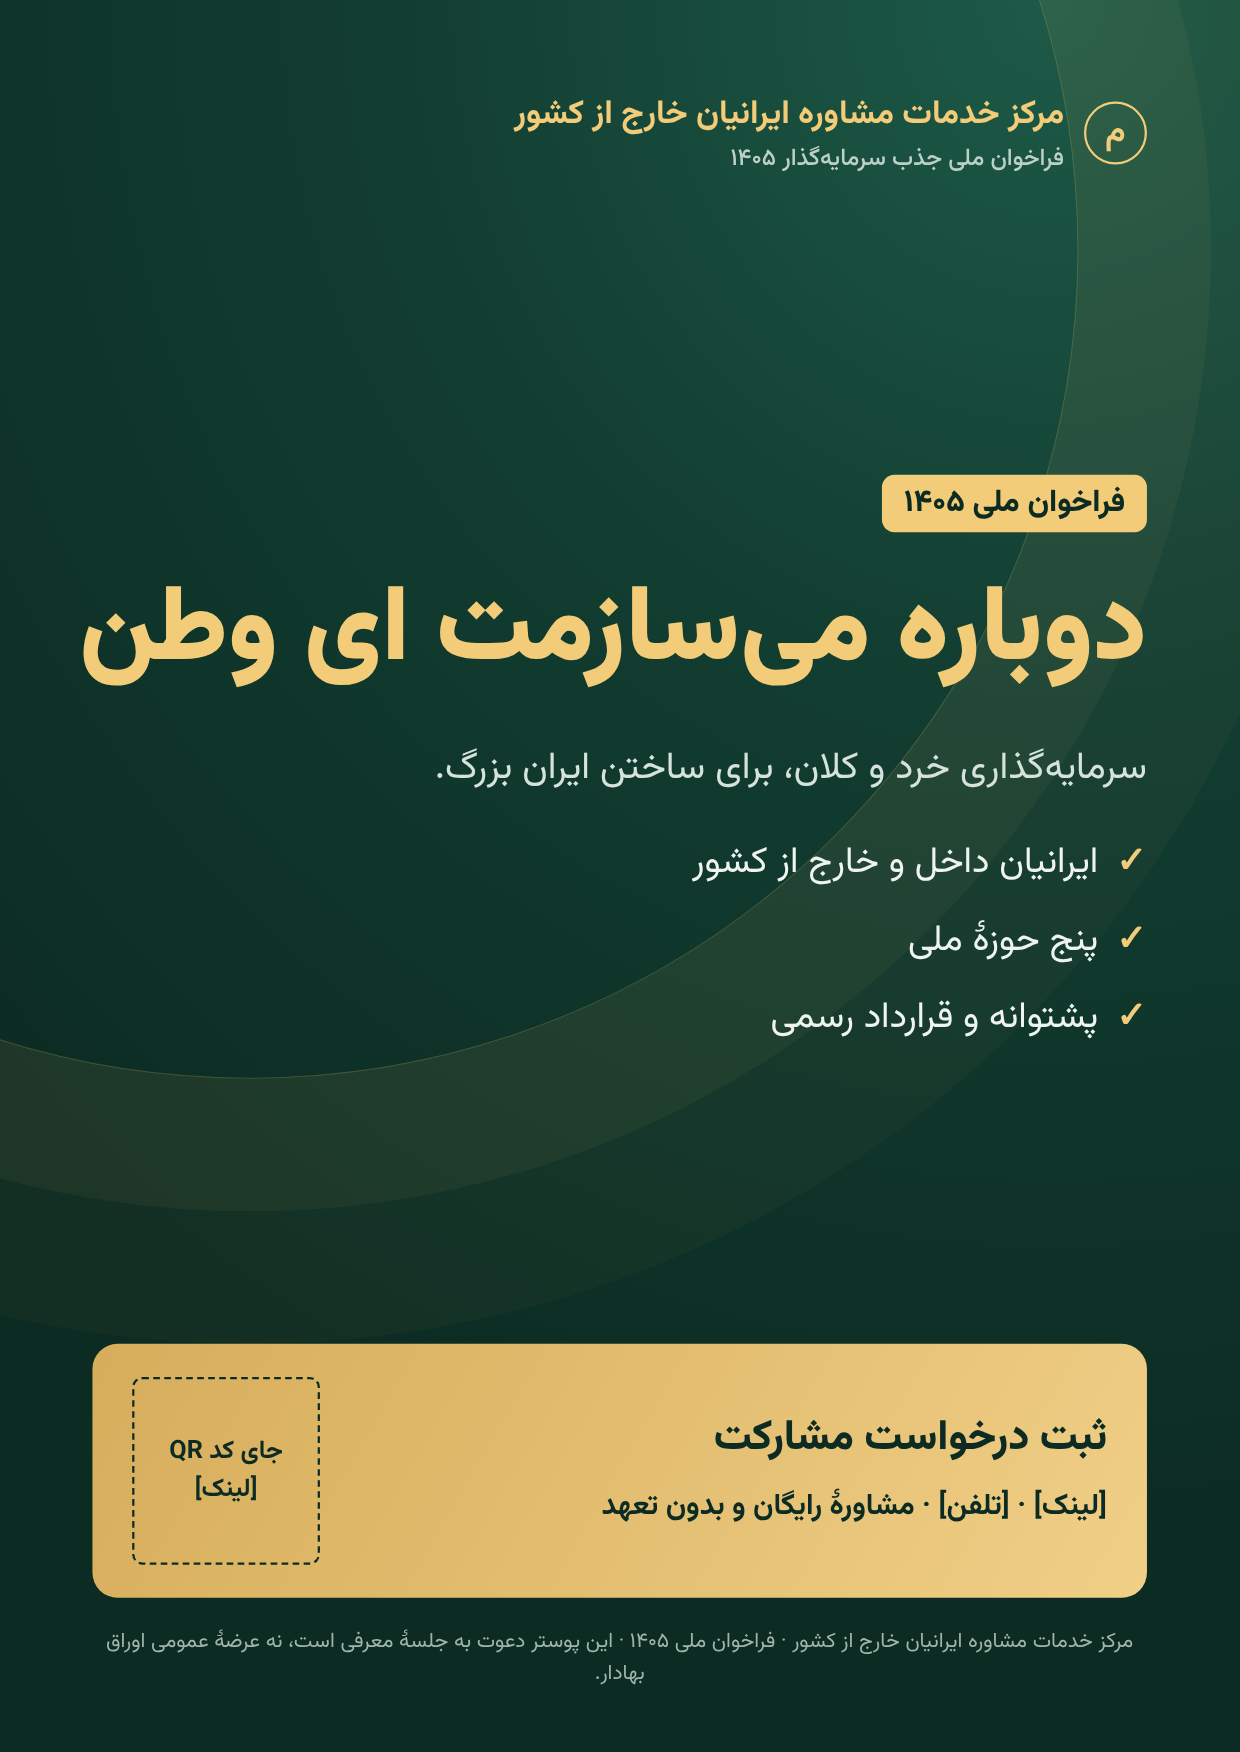 م
مرکز خدمات مشاوره ایرانیان خارج از کشور
فراخوان ملی جذب سرمایه‌گذار ۱۴۰۵
فراخوان ملی ۱۴۰۵
دوباره می‌سازمت ای وطن
سرمایه‌گذاری خرد و کلان، برای ساختن ایران بزرگ.
✓ ایرانیان داخل و خارج از کشور
✓ پنج حوزهٔ ملی
✓ پشتوانه و قرارداد رسمی
ثبت درخواست مشارکت
[لینک] · [تلفن] · مشاورهٔ رایگان و بدون تعهد
جای کد QR
[لینک]
مرکز خدمات مشاوره ایرانیان خارج از کشور · فراخوان ملی ۱۴۰۵ · این پوستر دعوت به جلسهٔ معرفی است، نه عرضهٔ عمومی اوراق
بهادار.